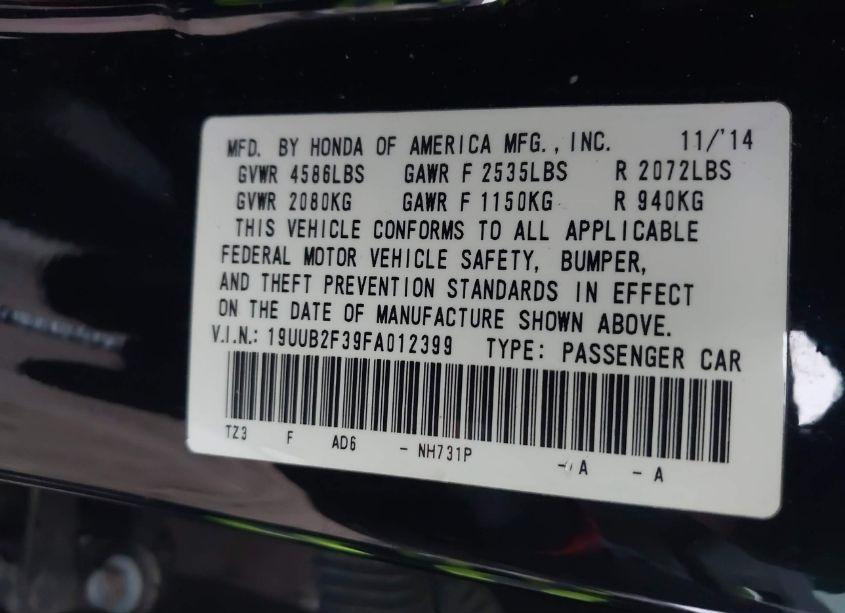 MFD. BY HONDA OF AMERICA MFG., INC. 11/'14
GVWR 4586LBS GAWR F 2535LBS R 2072LBS
GVWR 2080KG GAWR F 1150KG R 940KG
THIS VEHICLE CONFORMS TO ALL APPLICABLE
FEDERAL MOTOR VEHICLE SAFETY, BUMPER,
AND THEFT PREVENTION STANDARDS IN EFFECT
ON THE DATE OF MANUFACTURE SHOWN ABOVE.
V.I.N.: 19UUB2F39FA012399 TYPE: PASSENGER CAR
TZ3 F AD6 - NH731P - A - A